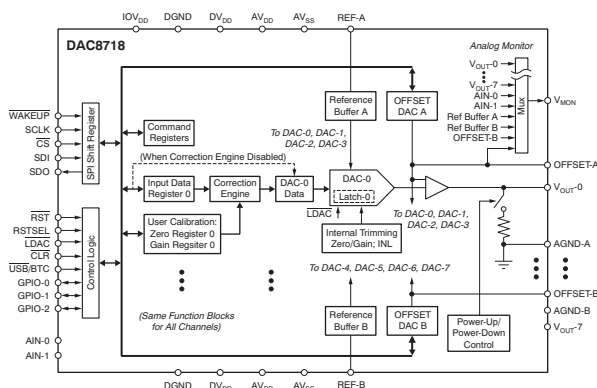 IOVDD DGND DVDD AVDD AVSS REF-A
DAC8718
Analog Monitor
VOUT-0
VOUT-7
AIN-0
AIN-1
Ref Buffer A
Ref Buffer B
OFFSET-B
Mux
VMON
WAKEUP
SCLK
CS
SDI
SDO
SPI Shift Register
Command
Registers
Reference
Buffer A
OFFSET
DAC A
To DAC-0, DAC-1,
DAC-2, DAC-3
(When Correction Engine Disabled)
OFFSET-A
Input Data
Register 0
Correction
Engine
DAC-0
Data
DAC-0
Latch-0
VOUT-0
LDAC
To DAC-0, DAC-1,
DAC-2, DAC-3
RST
RSTSEL
LDAC
CLR
USB/BTC
GPIO-0
GPIO-1
GPIO-2
Control Logic
User Calibration:
Zero Register 0
Gain Regsiter 0
Internal Trimming
Zero/Gain; INL
AGND-A
To DAC-4, DAC-5, DAC-6, DAC-7
OFFSET-B
(Same Function Blocks
for All Channels)
Reference
Buffer B
OFFSET
DAC B
Power-Up/
Power-Down
Control
AGND-B
VOUT-7
AIN-0
AIN-1
DGND DVDD AVDD AVSS REF-B